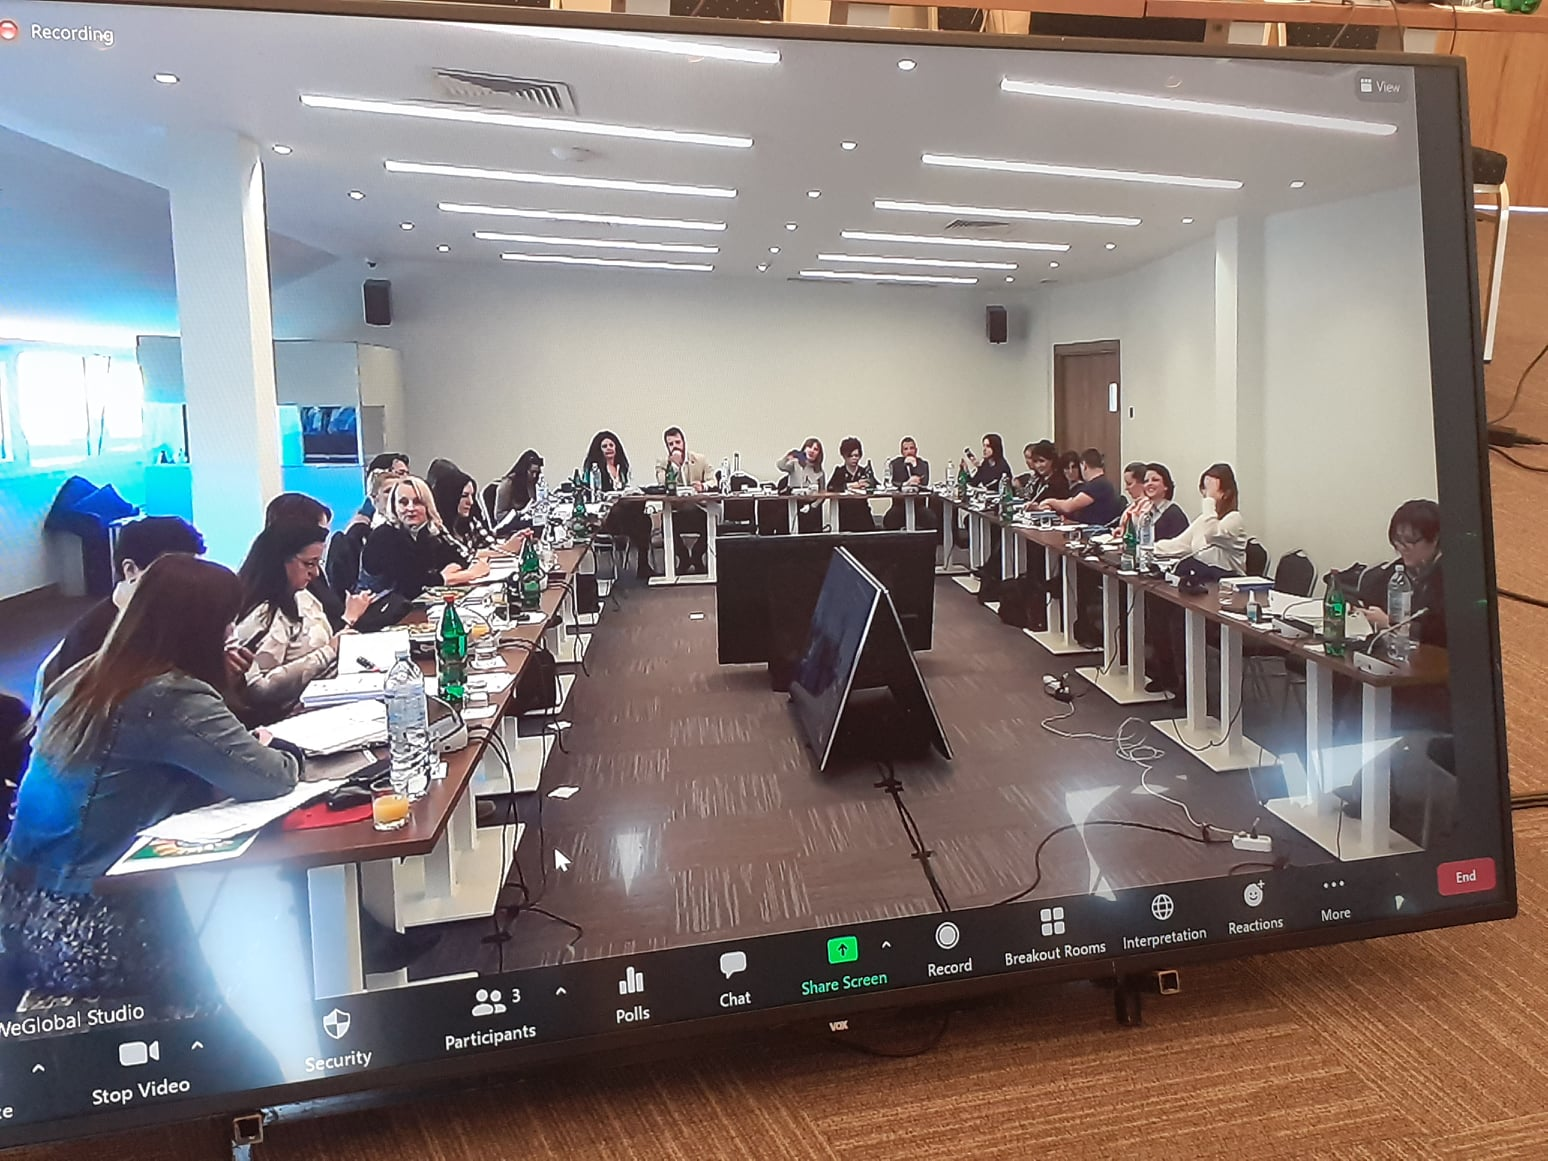 Recording
View
WeGlobal Studio
Stop Video
Security
3
Participants
Polls
Chat
Share Screen
Record
Breakout Rooms
Interpretation
Reactions
More
End
VOX